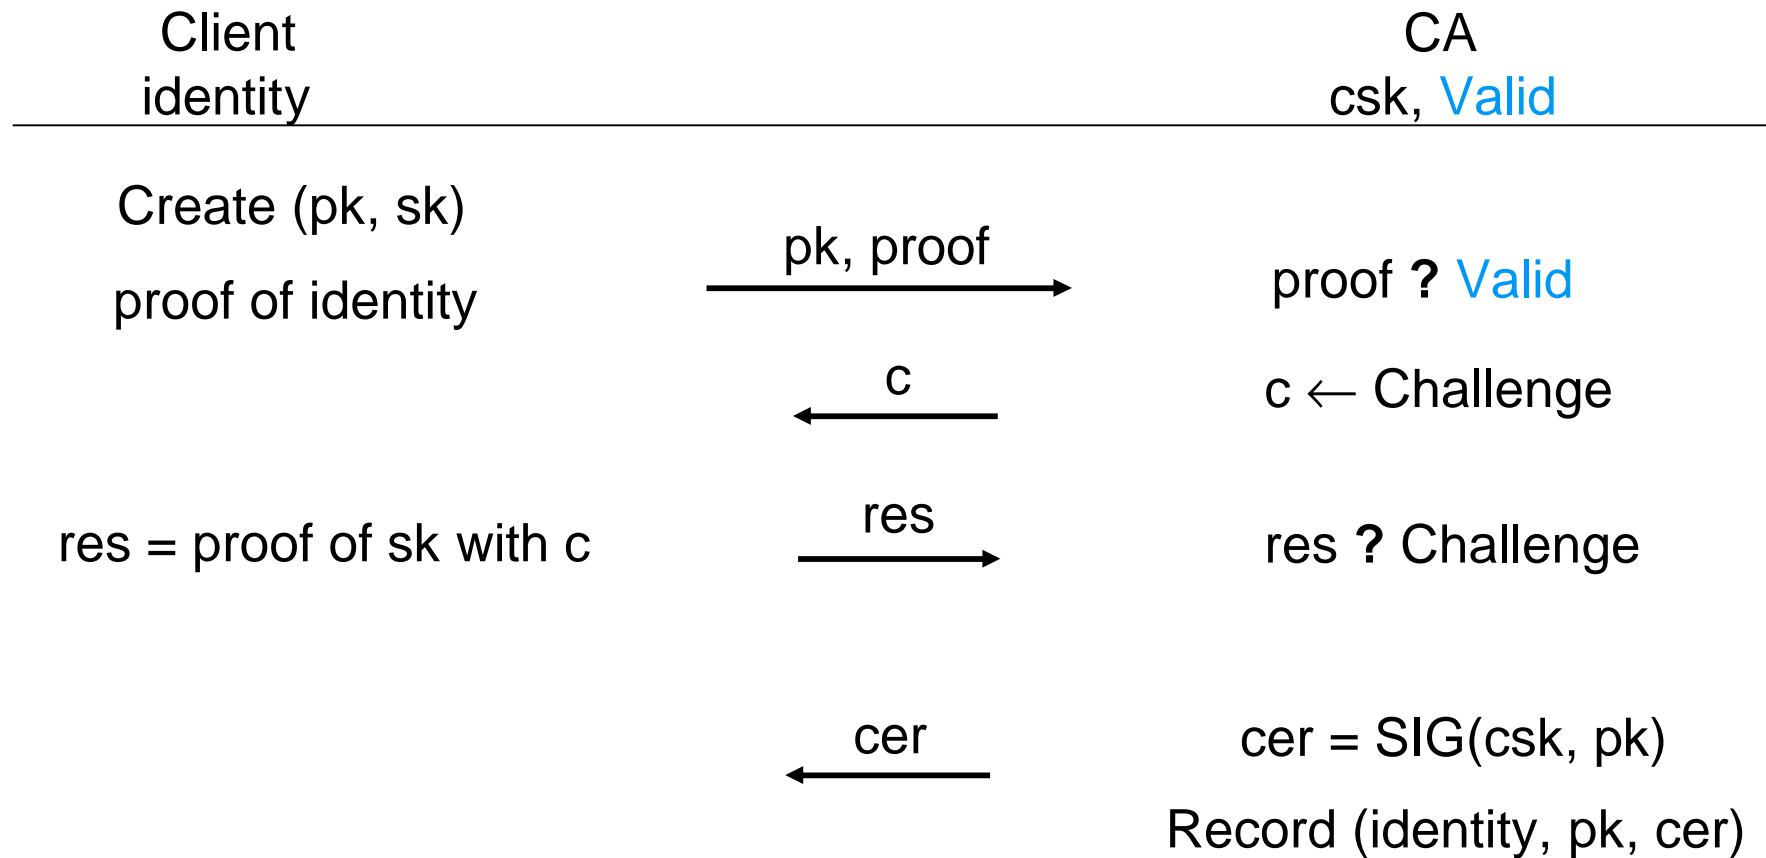 Client
identity
CA
csk, Valid
Create (pk, sk)
proof of identity
pk, proof
proof ? Valid
c
c ← Challenge
res = proof of sk with c
res
res ? Challenge
cer
cer = SIG(csk, pk)
Record (identity, pk, cer)